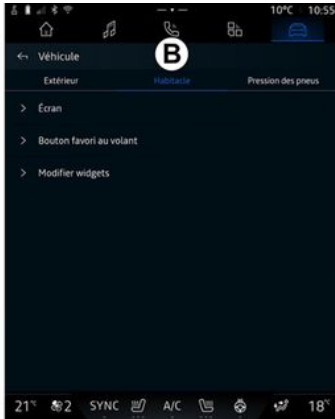 10°C 10:55
Véhicule
B
Extérieur Habitacle Pression des pneus
> Écran
> Bouton favori au volant
> Modifier widgets
21° 2 SYNC A/C 18°